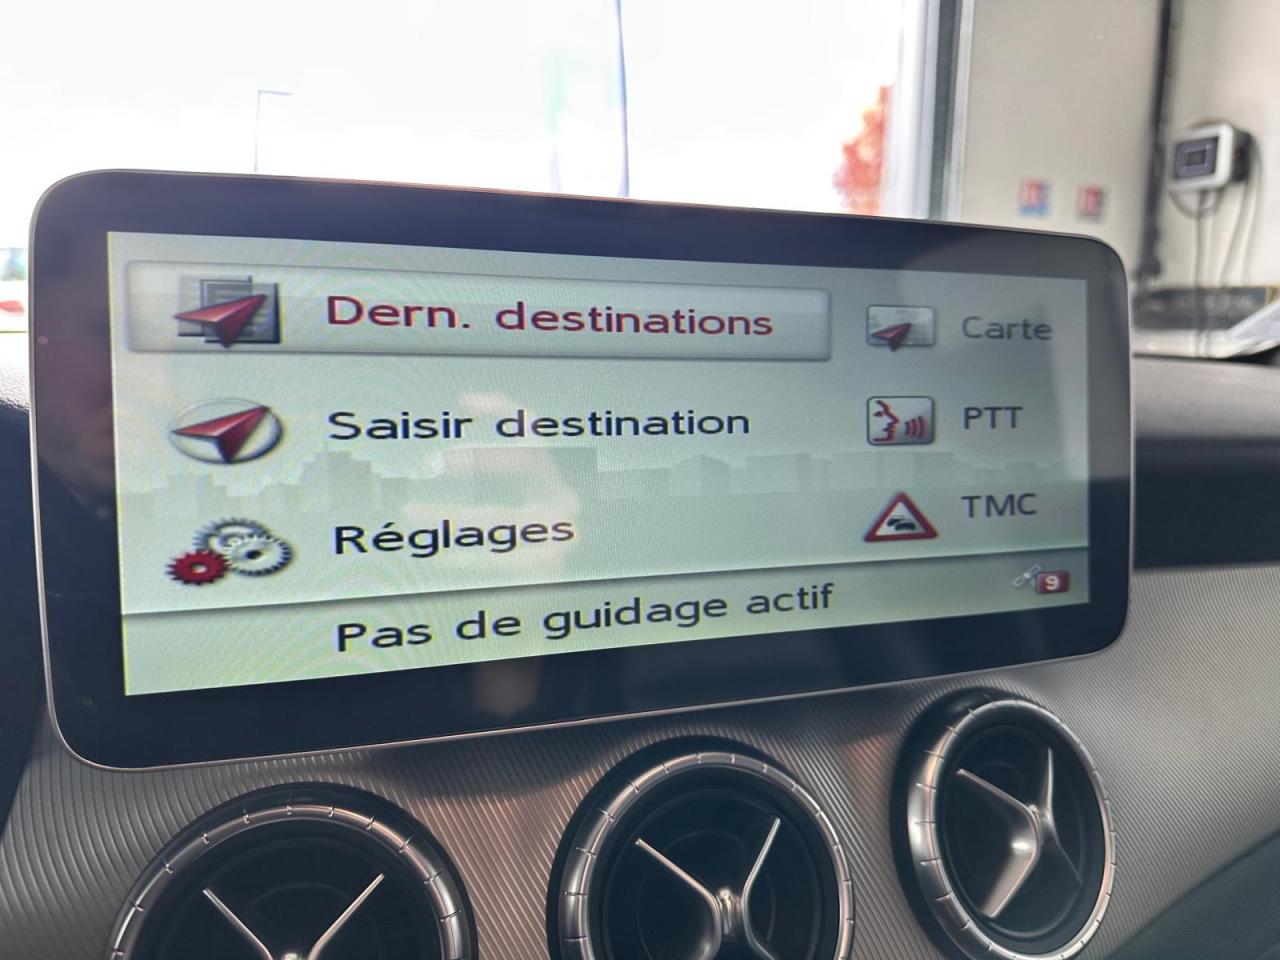 Dern. destinations
Carte
Saisir destination
PTT
Réglages
TMC
Pas de guidage actif
9